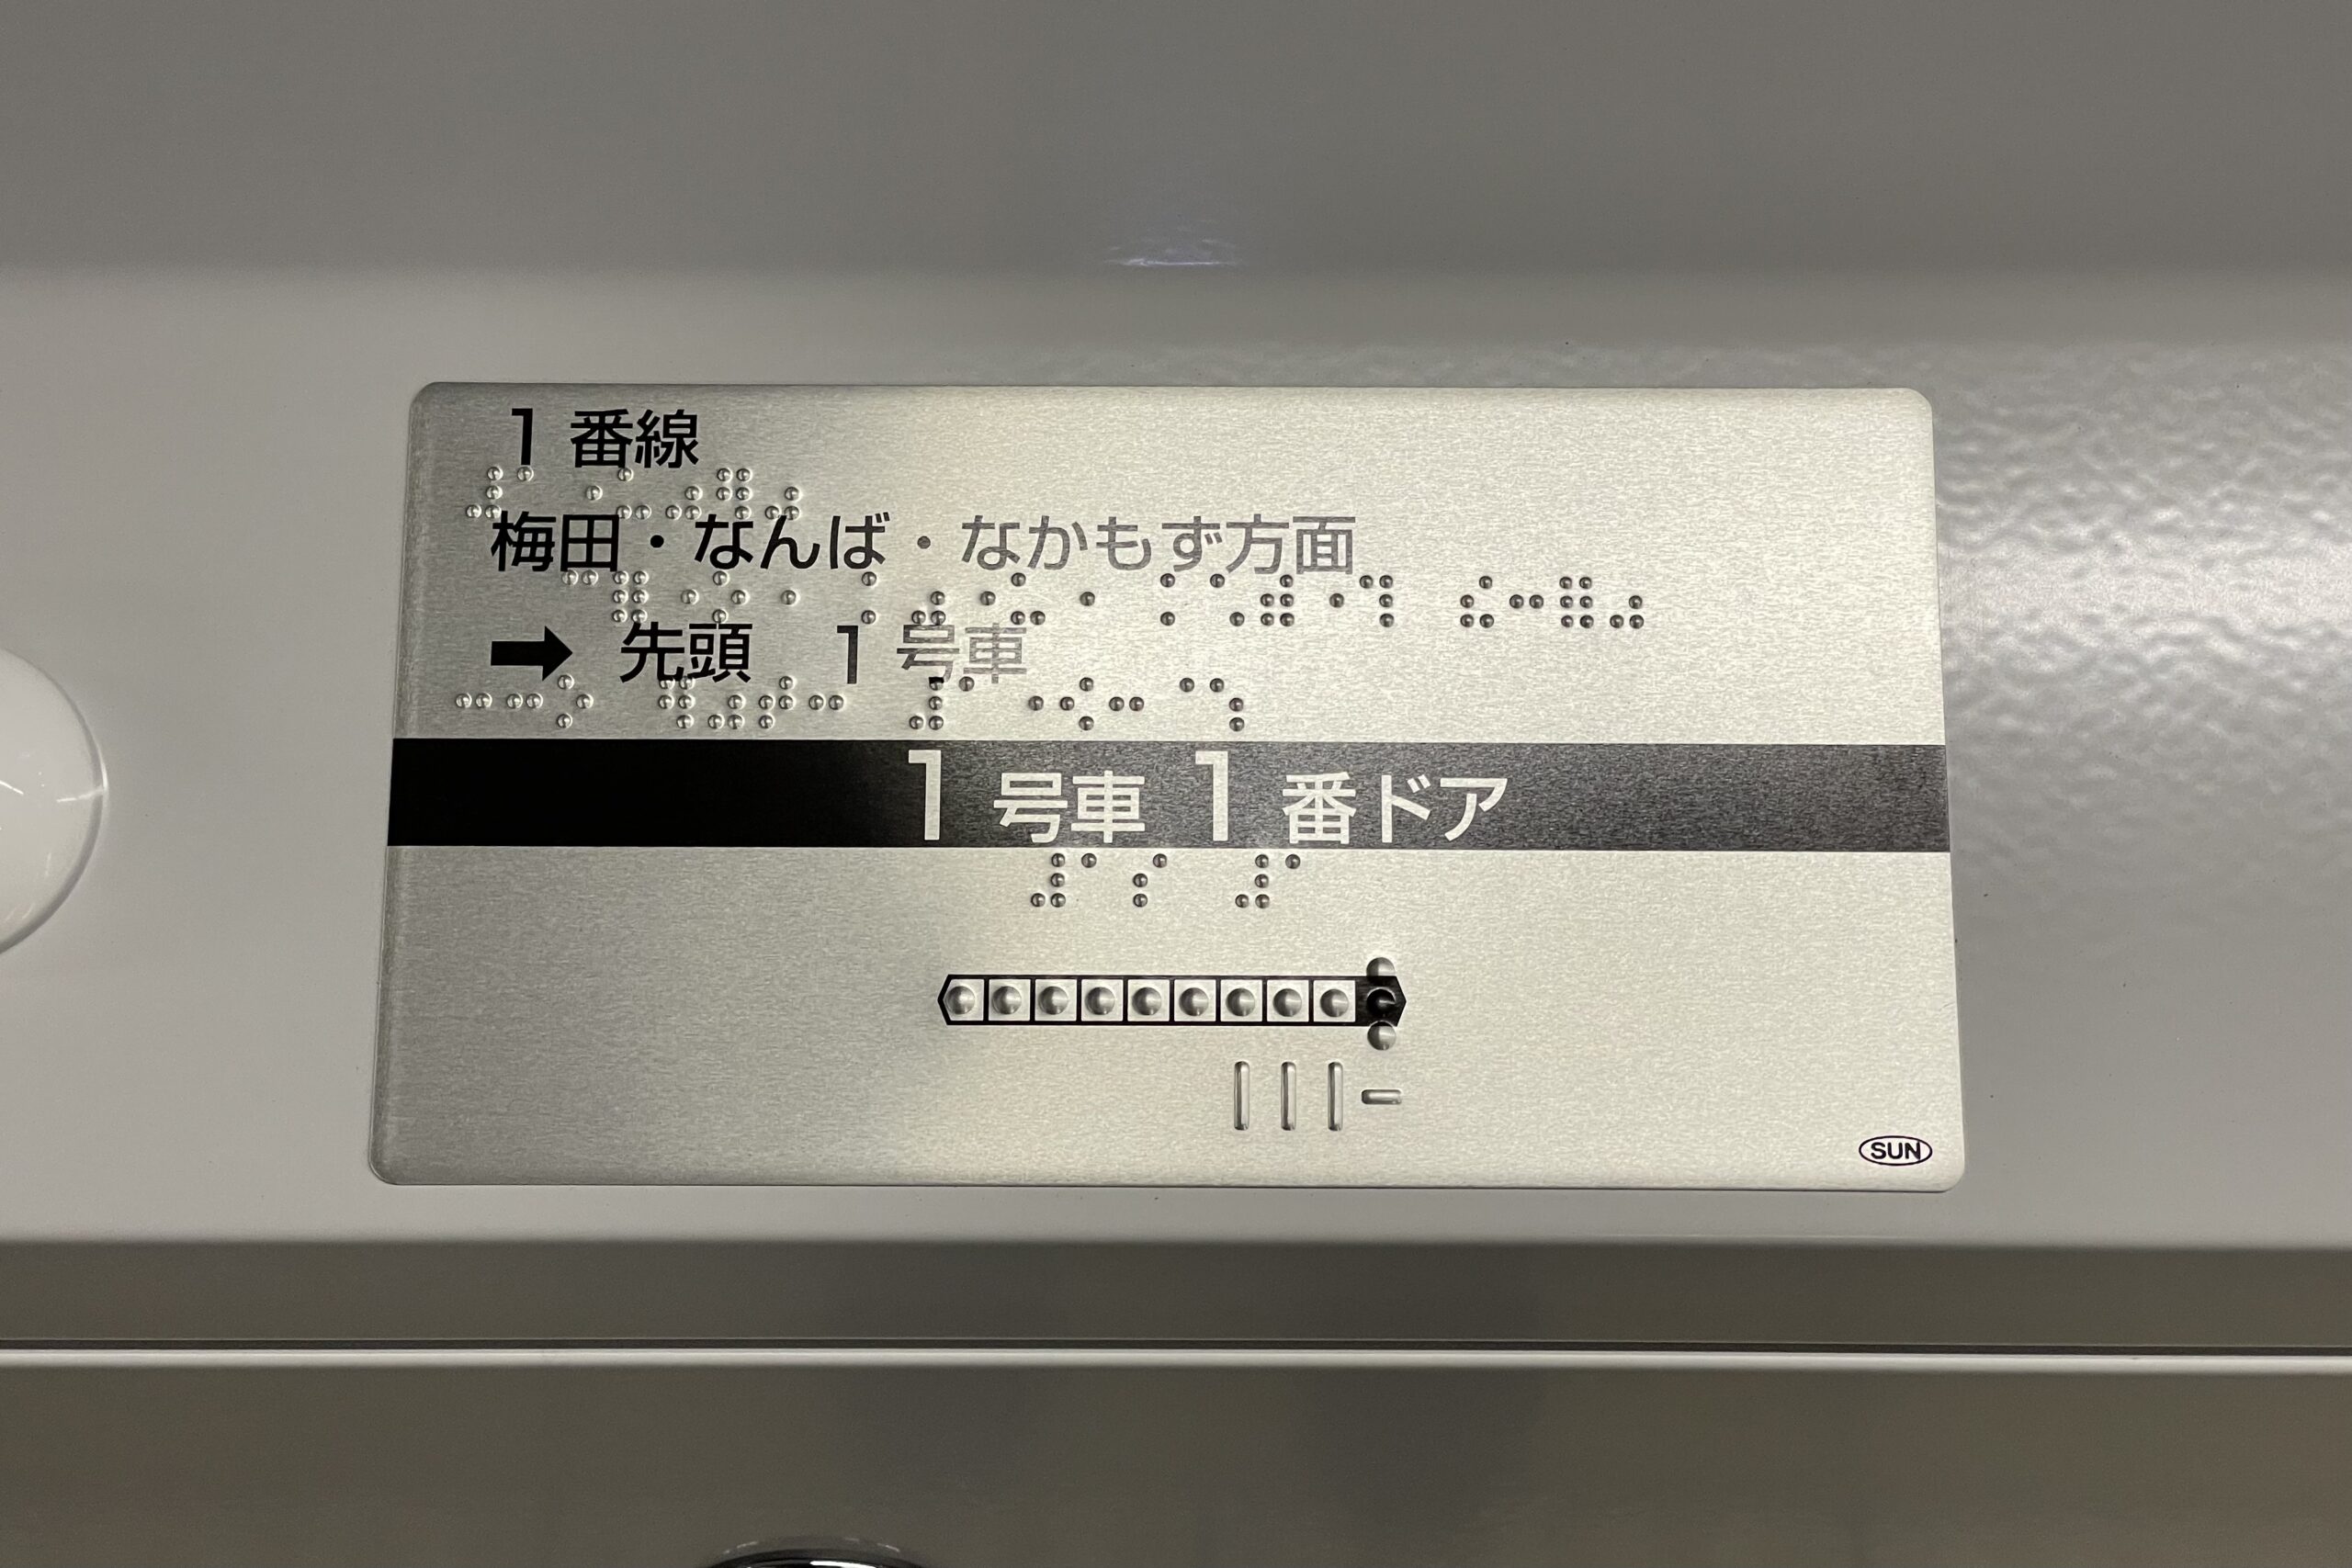 1 番線
梅田・なんば・なかもず方面
➡ 先頭 1 号車
1 号車 1 番ドア
SUN